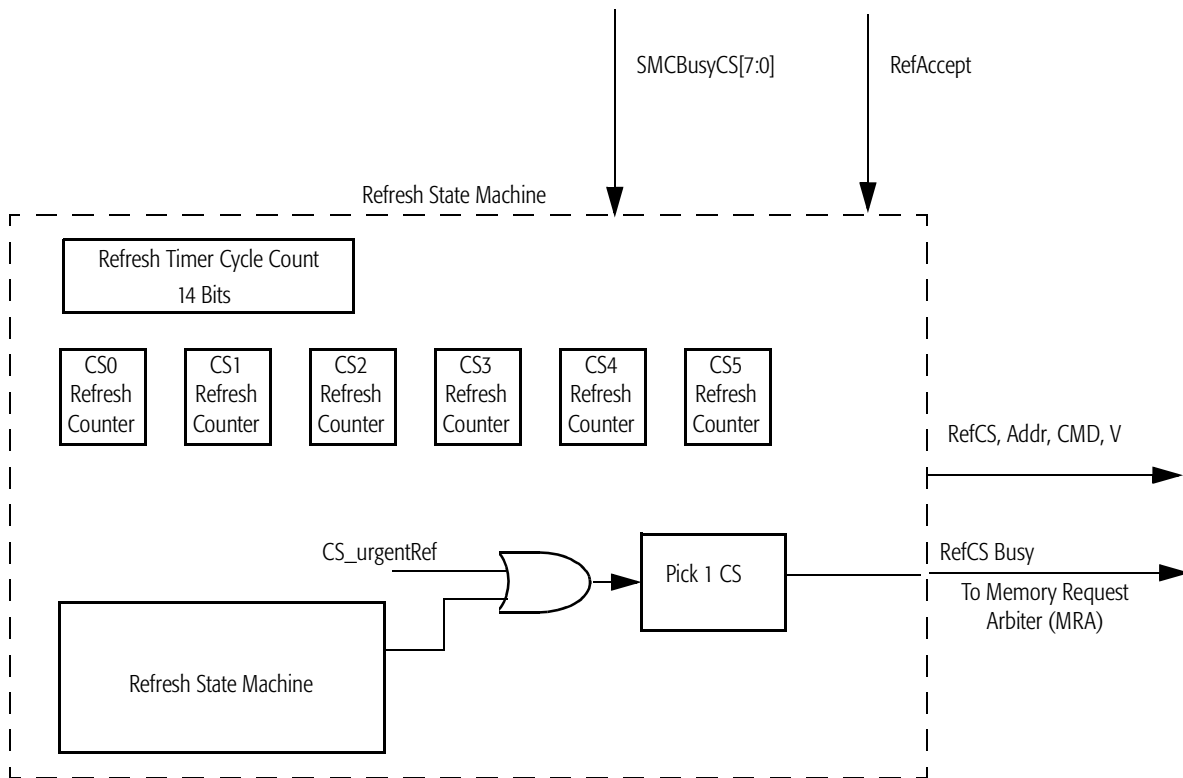 SMCBusyCS[7:0]
RefAccept
Refresh State Machine
Refresh Timer Cycle Count
14 Bits
CS0
Refresh
Counter
CS1
Refresh
Counter
CS2
Refresh
Counter
CS3
Refresh
Counter
CS4
Refresh
Counter
CS5
Refresh
Counter
RefCS, Addr, CMD, V
CS_urgentRef
Pick 1 CS
RefCS Busy
To Memory Request
Arbiter (MRA)
Refresh State Machine